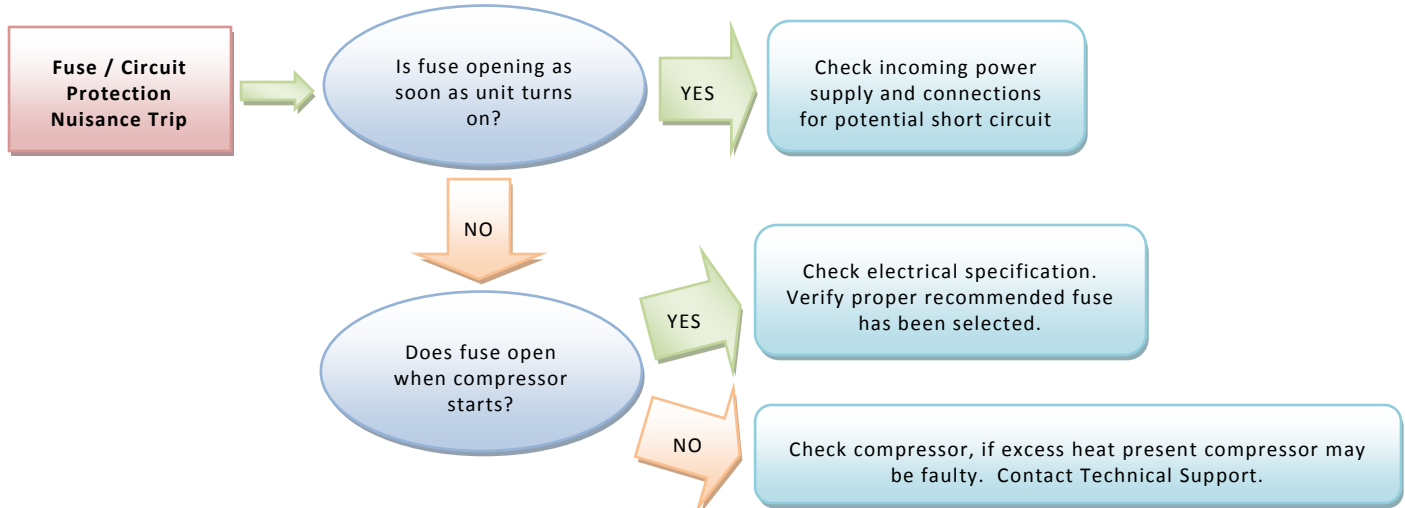 Fuse / Circuit
Protection
Nuisance Trip
Is fuse opening as
soon as unit turns
on?
YES
Check incoming power
supply and connections
for potential short circuit
NO
Does fuse open
when compressor
starts?
YES
Check electrical specification.
Verify proper recommended fuse
has been selected.
NO
Check compressor, if excess heat present compressor may
be faulty.  Contact Technical Support.